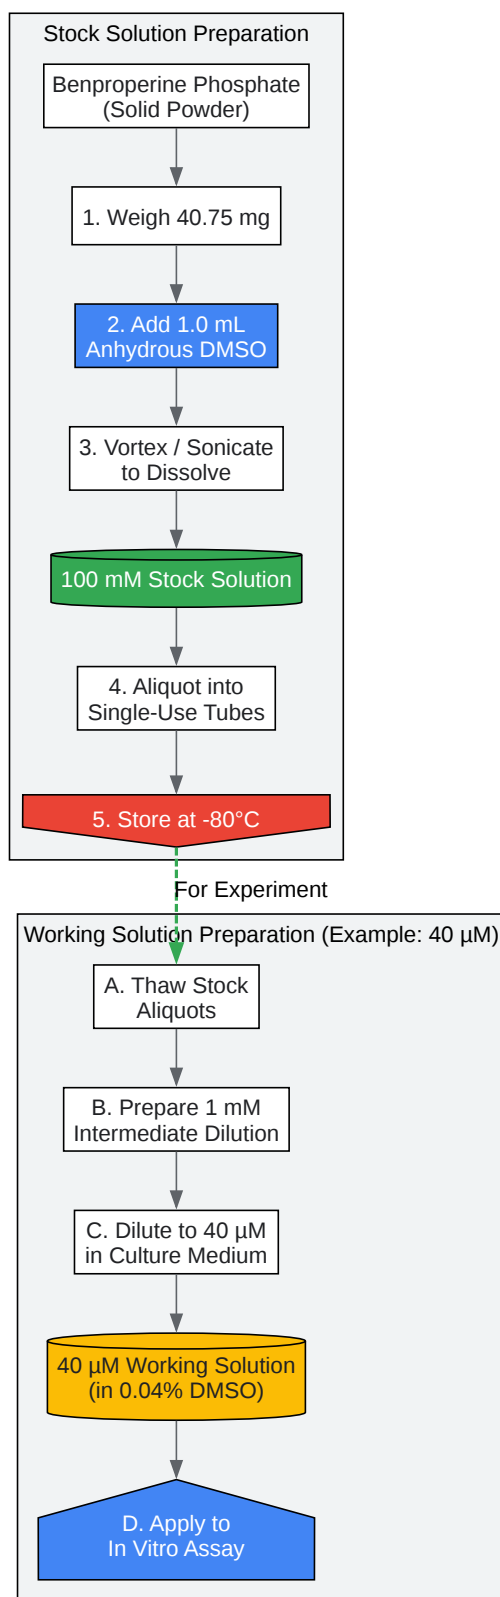 Stock Solution Preparation
Benproperine Phosphate
(Solid Powder)
1. Weigh 40.75 mg
2. Add 1.0 mL
Anhydrous DMSO
3. Vortex / Sonicate
to Dissolve
100 mM Stock Solution
4. Aliquot into
Single-Use Tubes
5. Store at -80°C
For Experiment
Working Solution Preparation (Example: 40 µM)
A. Thaw Stock
Aliquots
B. Prepare 1 mM
Intermediate Dilution
C. Dilute to 40 µM
in Culture Medium
40 µM Working Solution
(in 0.04% DMSO)
D. Apply to
In Vitro Assay